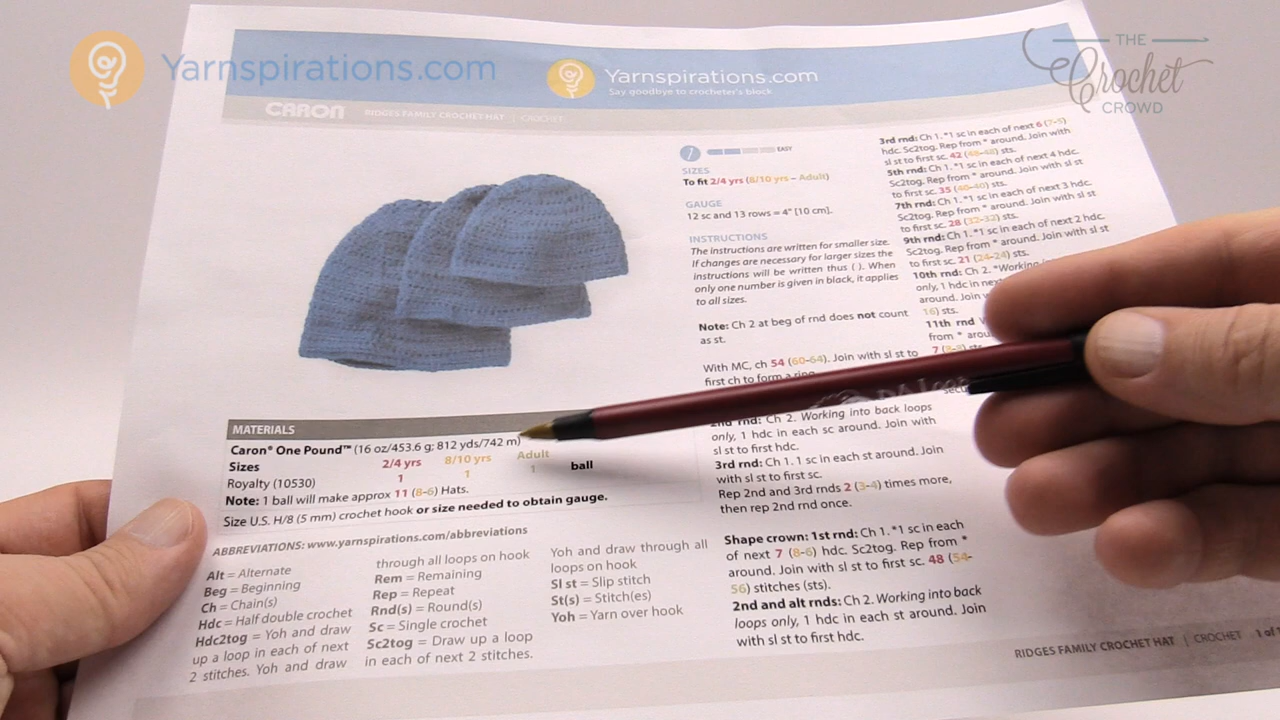 Yarnspirations.com
THE
Crochet
CROWD
Yarnspirations.com
Say goodbye to crocheter's block
CARON
RIDGES FAMILY CROCHET HAT | CROCHET
MATERIALS
Caron® One Pound™ (16 oz/453.6 g; 812 yds/742 m)
Sizes 2/4 yrs 8/10 yrs Adult
Royalty (10530) 1 1 1 ball
Note: 1 ball will make approx 11 (8-6) Hats.
Size U.S. H/8 (5 mm) crochet hook or size needed to obtain gauge.
ABBREVIATIONS: www.yarnspirations.com/abbreviations
Alt = Alternate
Beg = Beginning
Ch = Chain(s)
Hdc = Half double crochet
Hdc2tog = Yoh and draw
up a loop in each of next
2 stitches. Yoh and draw
through all loops on hook
Rem = Remaining
Rep = Repeat
Rnd(s) = Round(s)
Sc = Single crochet
Sc2tog = Draw up a loop
in each of next 2 stitches.
Yoh and draw through all
loops on hook
Sl st = Slip stitch
St(s) = Stitch(es)
Yoh = Yarn over hook
EASY
SIZES
To fit 2/4 yrs (8/10 yrs – Adult)
GAUGE
12 sc and 13 rows = 4" [10 cm].
INSTRUCTIONS
The instructions are written for smaller size.
If changes are necessary for larger sizes the
instructions will be written thus ( ). When
only one number is given in black, it applies
to all sizes.
Note: Ch 2 at beg of rnd does not count
as st.
With MC, ch 54 (60-64). Join with sl st to
first ch to form a ring.
2nd rnd: Ch 2. Working into back loops
only, 1 hdc in each sc around. Join with
sl st to first hdc.
3rd rnd: Ch 1. 1 sc in each st around. Join
with sl st to first sc.
Rep 2nd and 3rd rnds 2 (3-4) times more,
then rep 2nd rnd once.
Shape crown: 1st rnd: Ch 1. *1 sc in each
of next 7 (8-6) hdc. Sc2tog. Rep from *
around. Join with sl st to first sc. 48 (54-
56) stitches (sts).
2nd and alt rnds: Ch 2. Working into back
loops only, 1 hdc in each st around. Join
with sl st to first hdc.
3rd rnd: Ch 1. *1 sc in each of next 6 (7-5)
hdc. Sc2tog. Rep from * around. Join with
sl st to first sc. 42 (48-48) sts.
5th rnd: Ch 1. *1 sc in each of next 4 hdc.
Sc2tog. Rep from * around. Join with sl st
to first sc. 35 (40-40) sts.
7th rnd: Ch 1. *1 sc in each of next 3 hdc.
Sc2tog. Rep from * around. Join with sl st
to first sc. 28 (32-32) sts.
9th rnd: Ch 1. *1 sc in each of next 2 hdc.
Sc2tog. Rep from * around. Join with sl st
to first sc. 21 (24-24) sts.
10th rnd: Ch 2. *Working in
only, 1 hdc in next
around. Join
16) sts.
11th rnd
from * arou
7 (8-8) sts
RIDGES FAMILY CROCHET HAT | CROCHET 1 of 1